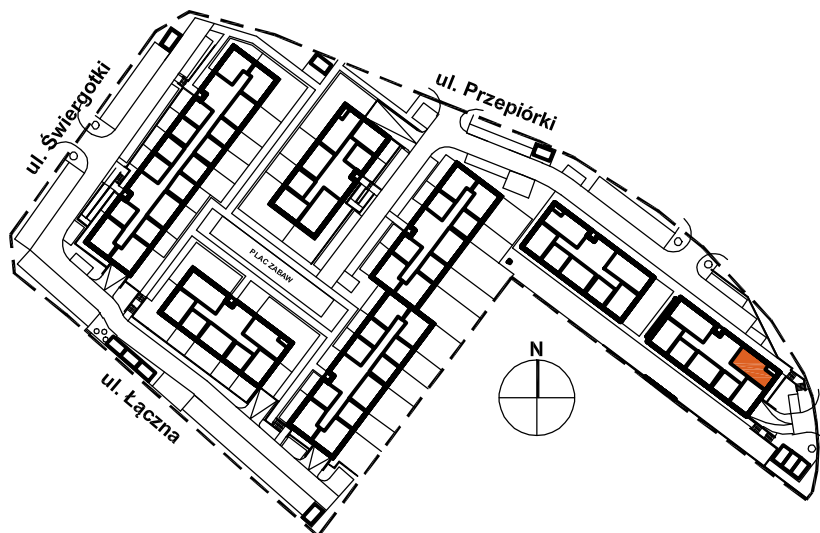 ul. Świergotki
ul. Przepiórki
PLAC ZABAW
N
ul. Łączna